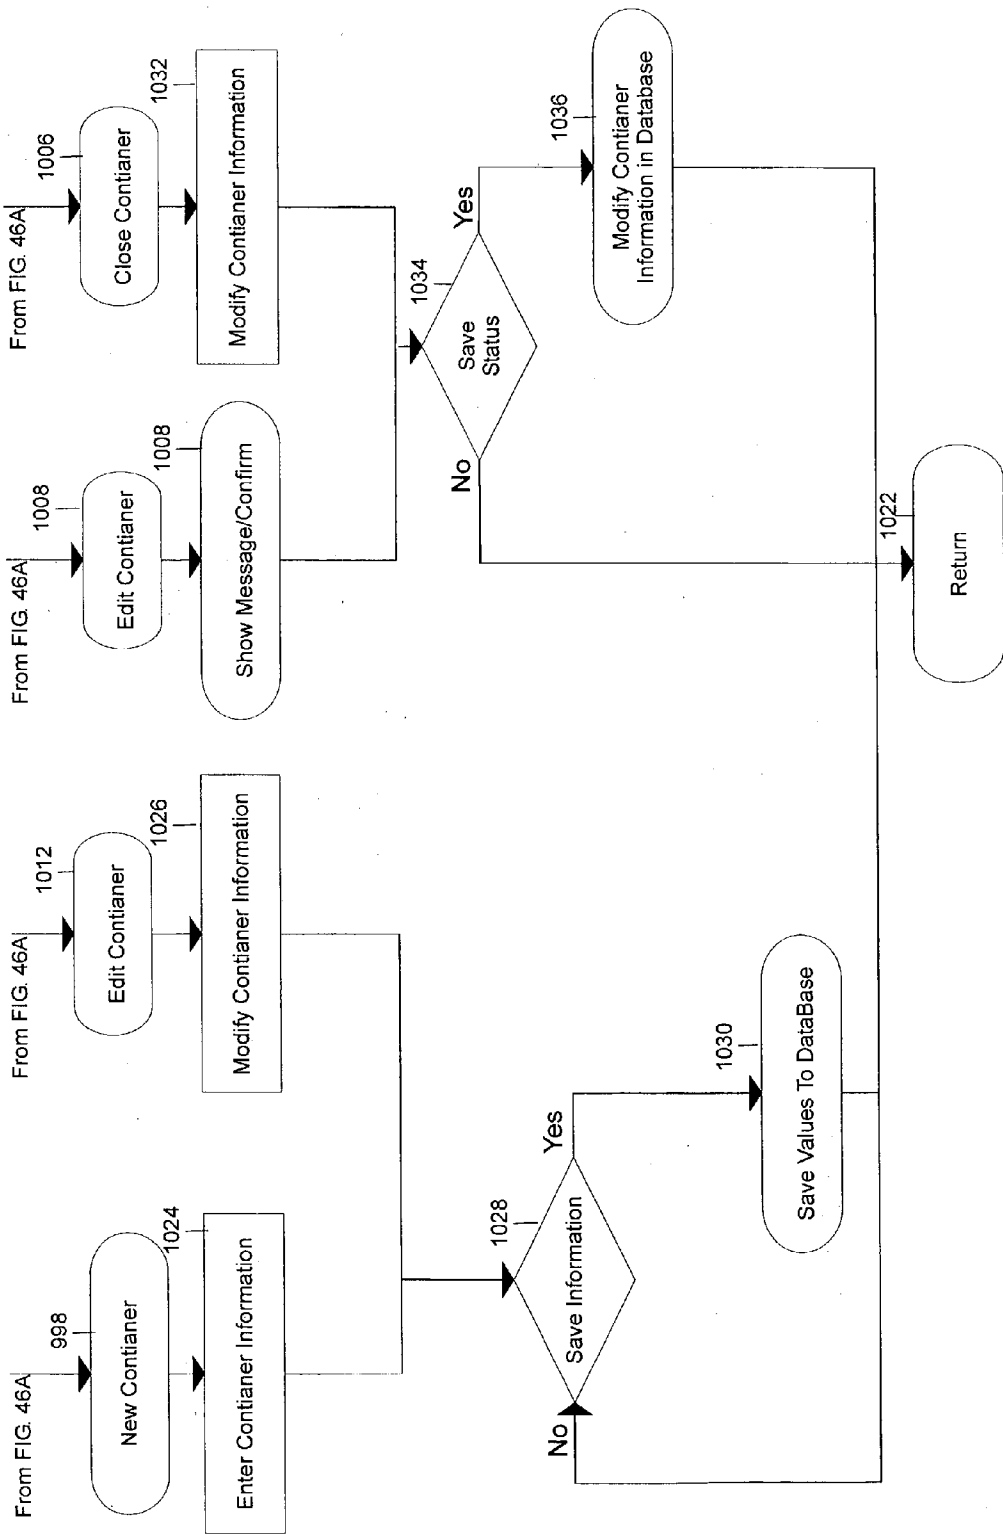 From FIG. 46A
998
New Contianer
1024
Enter Contianer Information
From FIG. 46A
1012
Edit Contianer
1026
Modify Contianer Information
From FIG. 46A
1008
Edit Contianer
1008
Show Message/Confirm
From FIG. 46A
1006
Close Contianer
1032
Modify Contianer Information
1028
Save Information
No
Yes
1030
Save Values To DataBase
1034
Save
Status
No
Yes
1036
Modify Contianer
Information in Database
1022
Return